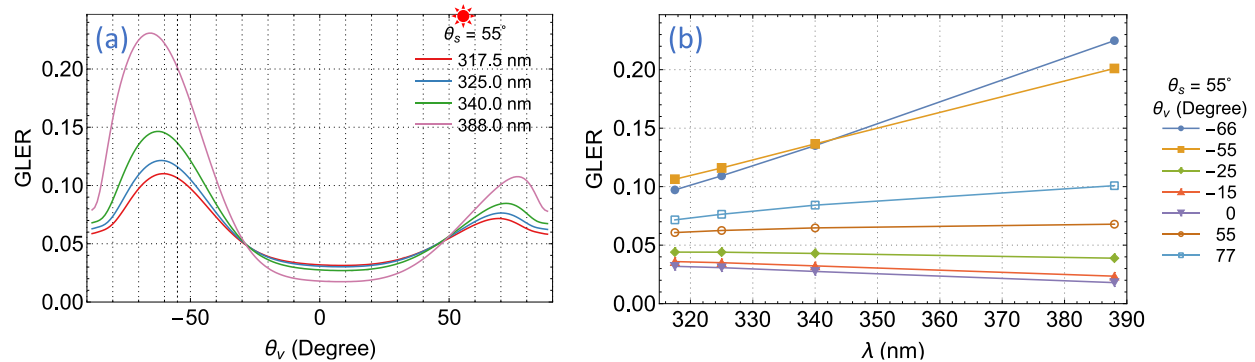 (a)
θs = 55°
317.5 nm
325.0 nm
340.0 nm
388.0 nm
GLER
0.20
0.15
0.10
0.05
0.00
−50
0
50
θv (Degree)
(b)
GLER
0.20
0.15
0.10
0.05
0.00
320 330 340 350 360 370 380 390
λ (nm)
θs = 55°
θv (Degree)
−66
−55
−25
−15
0
55
77